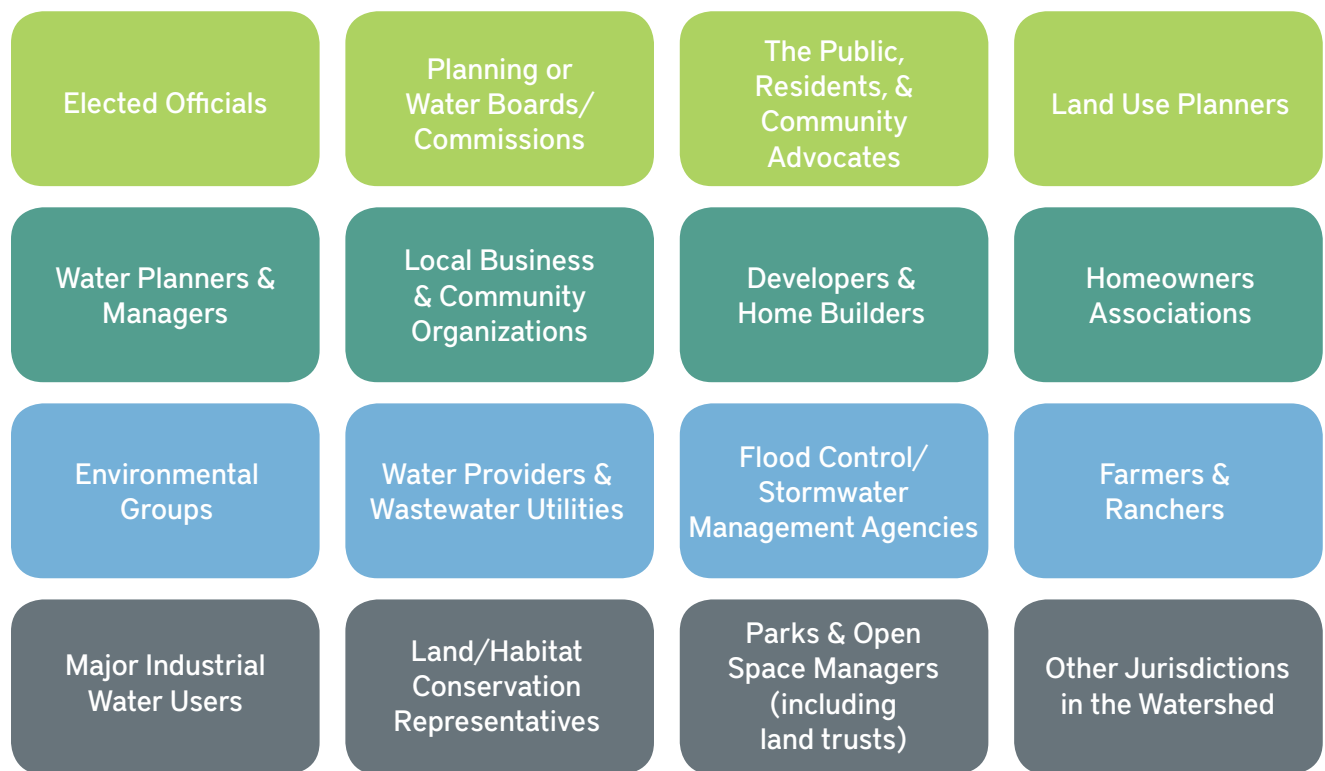 Elected Officials
Planning or
Water Boards/
Commissions
The Public,
Residents, &
Community
Advocates
Land Use Planners
Water Planners &
Managers
Local Business
& Community
Organizations
Developers &
Home Builders
Homeowners
Associations
Environmental
Groups
Water Providers &
Wastewater Utilities
Flood Control/
Stormwater
Management Agencies
Farmers &
Ranchers
Major Industrial
Water Users
Land/Habitat
Conservation
Representatives
Parks & Open
Space Managers
(including
land trusts)
Other Jurisdictions
in the Watershed